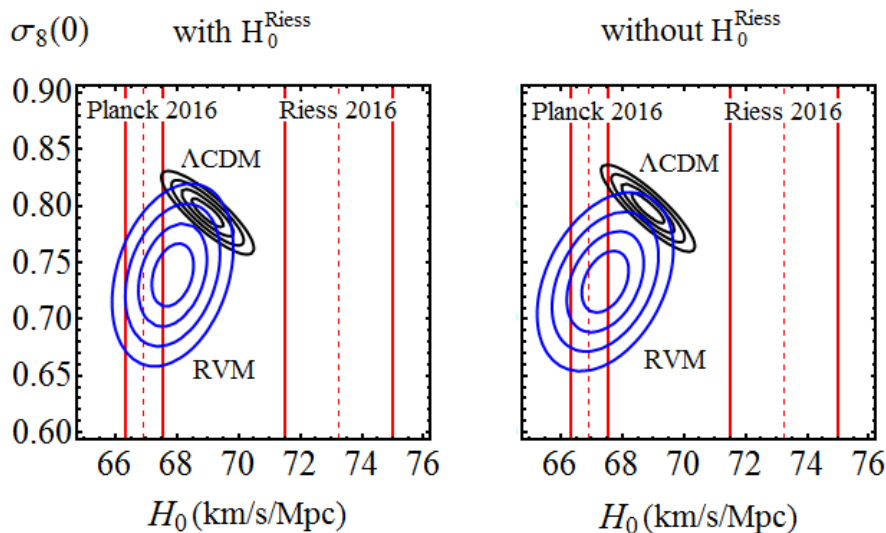 σ₈(0)
with H₀^Riess
without H₀^Riess
Planck 2016
Riess 2016
ΛCDM
RVM
0.90
0.85
0.80
0.75
0.70
0.65
0.60
66 68 70 72 74 76
H₀ (km/s/Mpc)
Planck 2016
Riess 2016
ΛCDM
RVM
66 68 70 72 74 76
H₀ (km/s/Mpc)